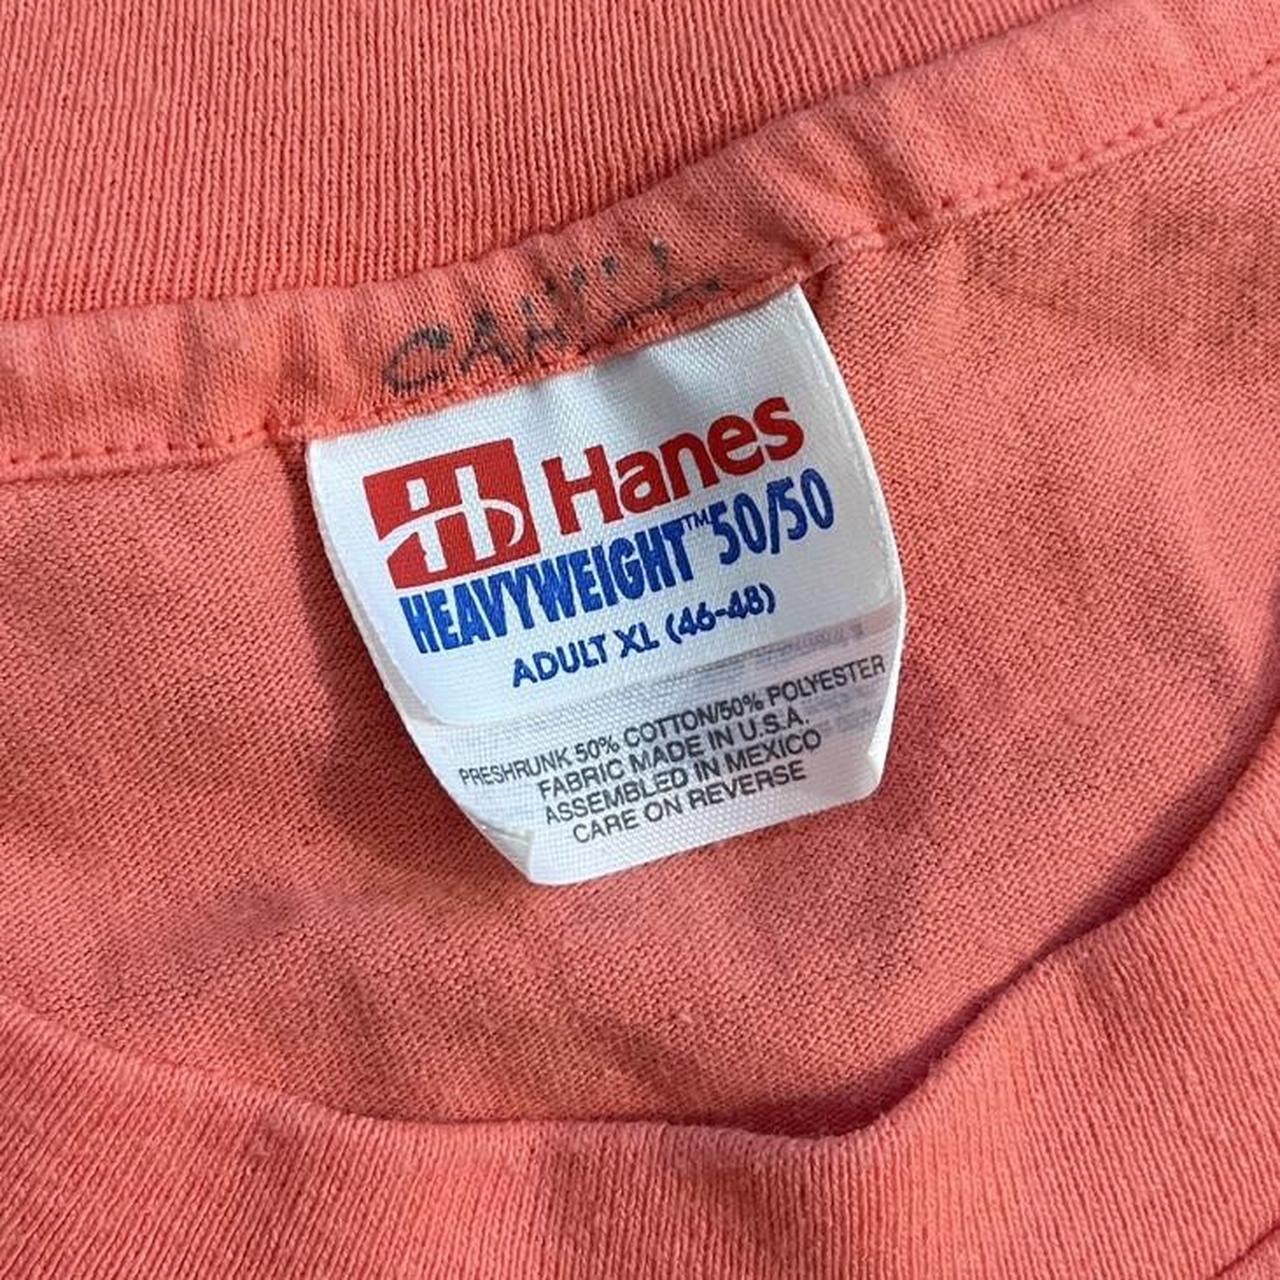 Hanes
HEAVYWEIGHT™ 50/50
ADULT XL (46-48)
PRESHRUNK 50% COTTON/50% POLYESTER
FABRIC MADE IN U.S.A.
ASSEMBLED IN MEXICO
CARE ON REVERSE